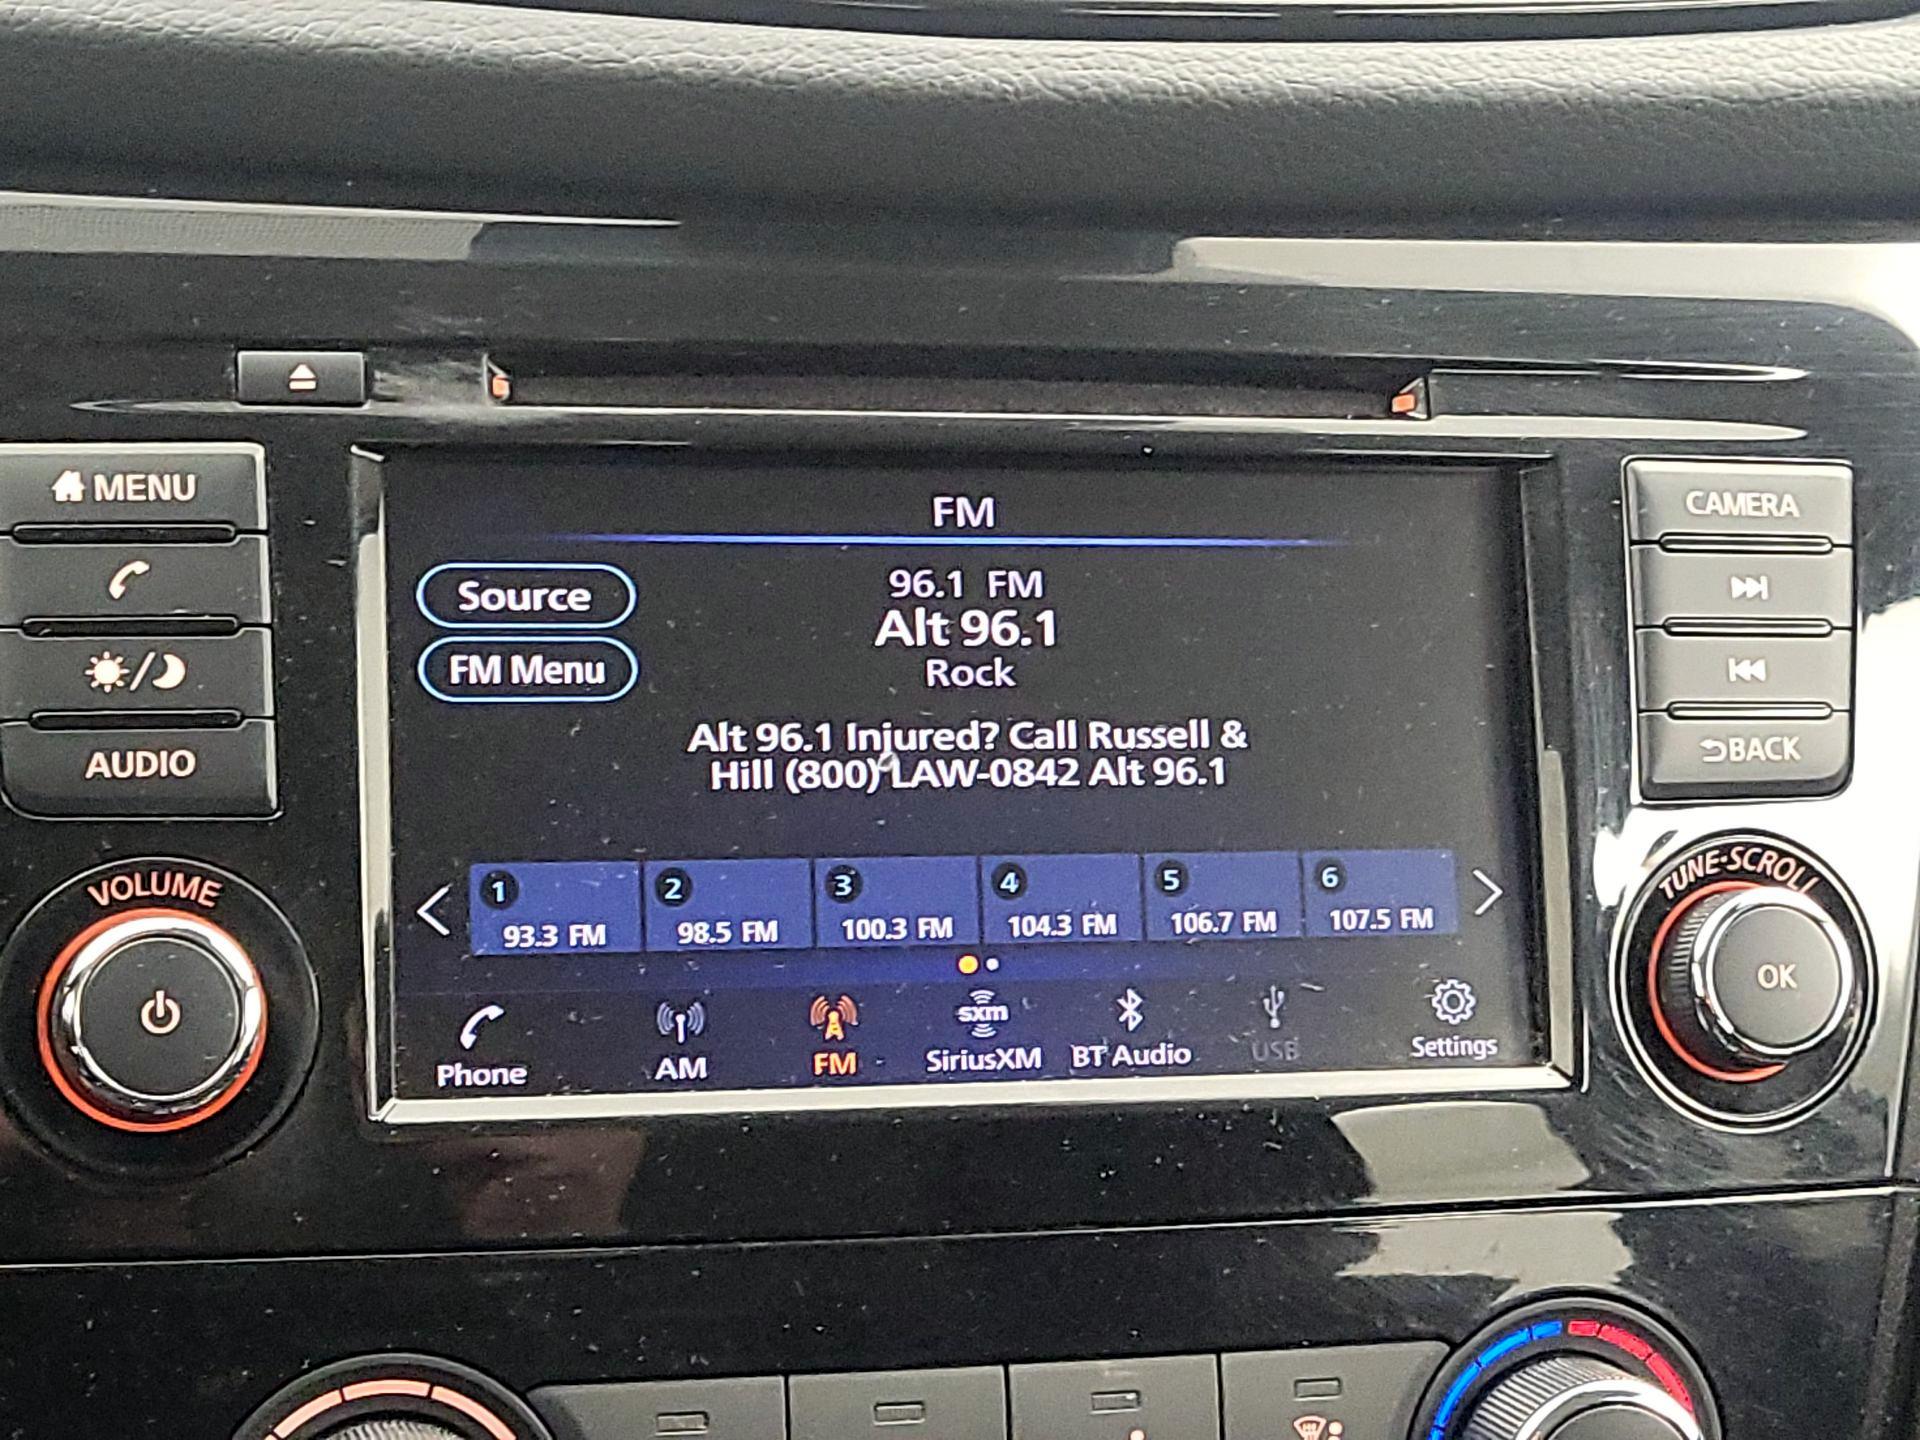 MENU
AUDIO
VOLUME
FM
Source
FM Menu
96.1 FM
Alt 96.1
Rock
Alt 96.1 Injured? Call Russell &
Hill (800) LAW-0842 Alt 96.1
1 2 3 4 5 6
93.3 FM 98.5 FM 100.3 FM 104.3 FM 106.7 FM 107.5 FM
sxm
Phone AM FM SiriusXM BT Audio USB Settings
CAMERA
BACK
TUNE·SCROLL
OK